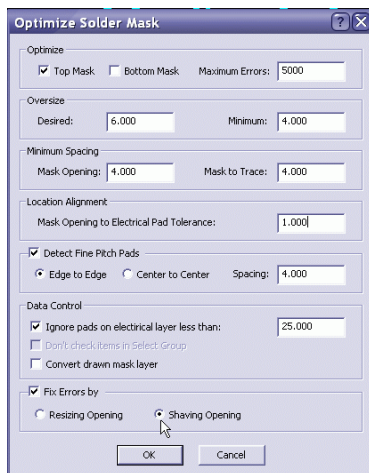 Optimize Solder Mask
Optimize
Top Mask Bottom Mask Maximum Errors: 5000
Oversize
Desired: 6.000 Minimum: 4.000
Minimum Spacing
Mask Opening: 4.000 Mask to Trace: 4.000
Location Alignment
Mask Opening to Electrical Pad Tolerance: 1.000
Detect Fine Pitch Pads
Edge to Edge Center to Center Spacing: 4.000
Data Control
Ignore pads on electrical layer less than: 25.000
Don't check items in Select Group
Convert drawn mask layer
Fix Errors by
Resizing Opening Shaving Opening
OK Cancel